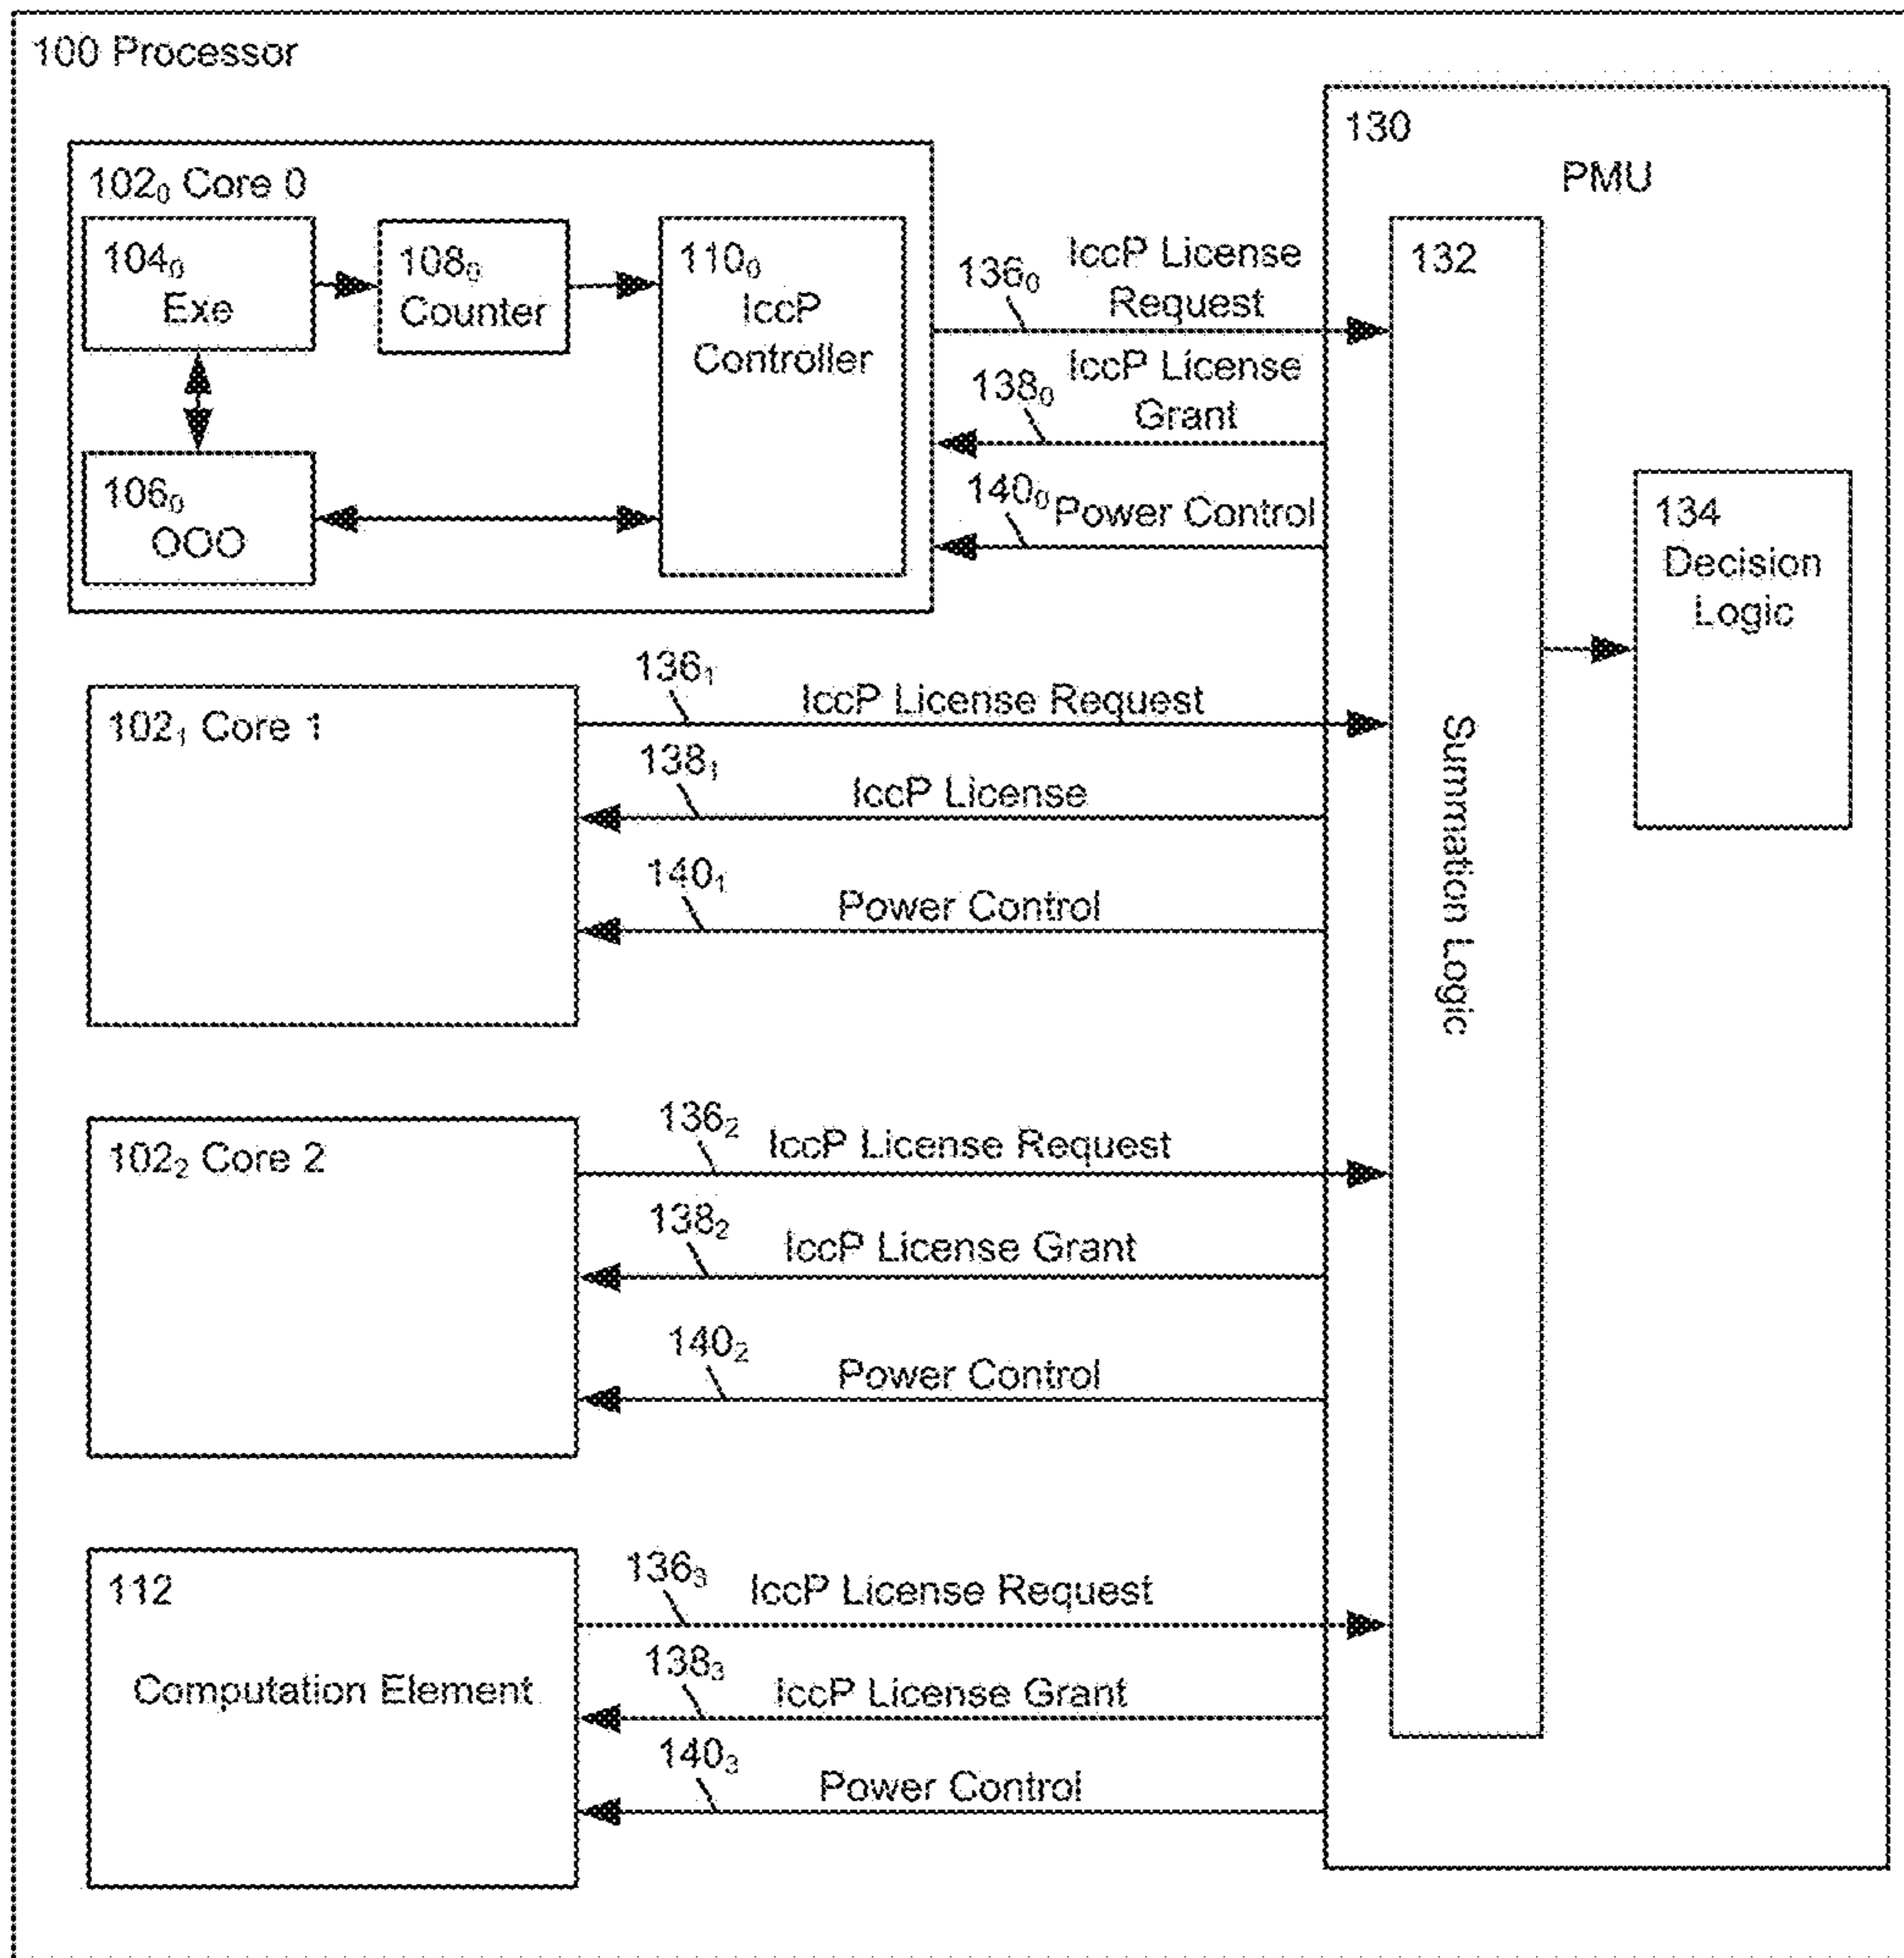 100 Processor
130
PMU
102₀ Core 0
104₀
Exe
108₀
Counter
110₀
IccP
Controller
106₀
OOO
136₀
IccP License
Request
138₀
IccP License
Grant
140₀
Power Control
132
Summation Logic
134
Decision
Logic
102₁ Core 1
136₁
IccP License Request
138₁
IccP License
140₁
Power Control
102₂ Core 2
136₂
IccP License Request
138₂
IccP License Grant
140₂
Power Control
112
Computation Element
136₃
IccP License Request
138₃
IccP License Grant
140₃
Power Control